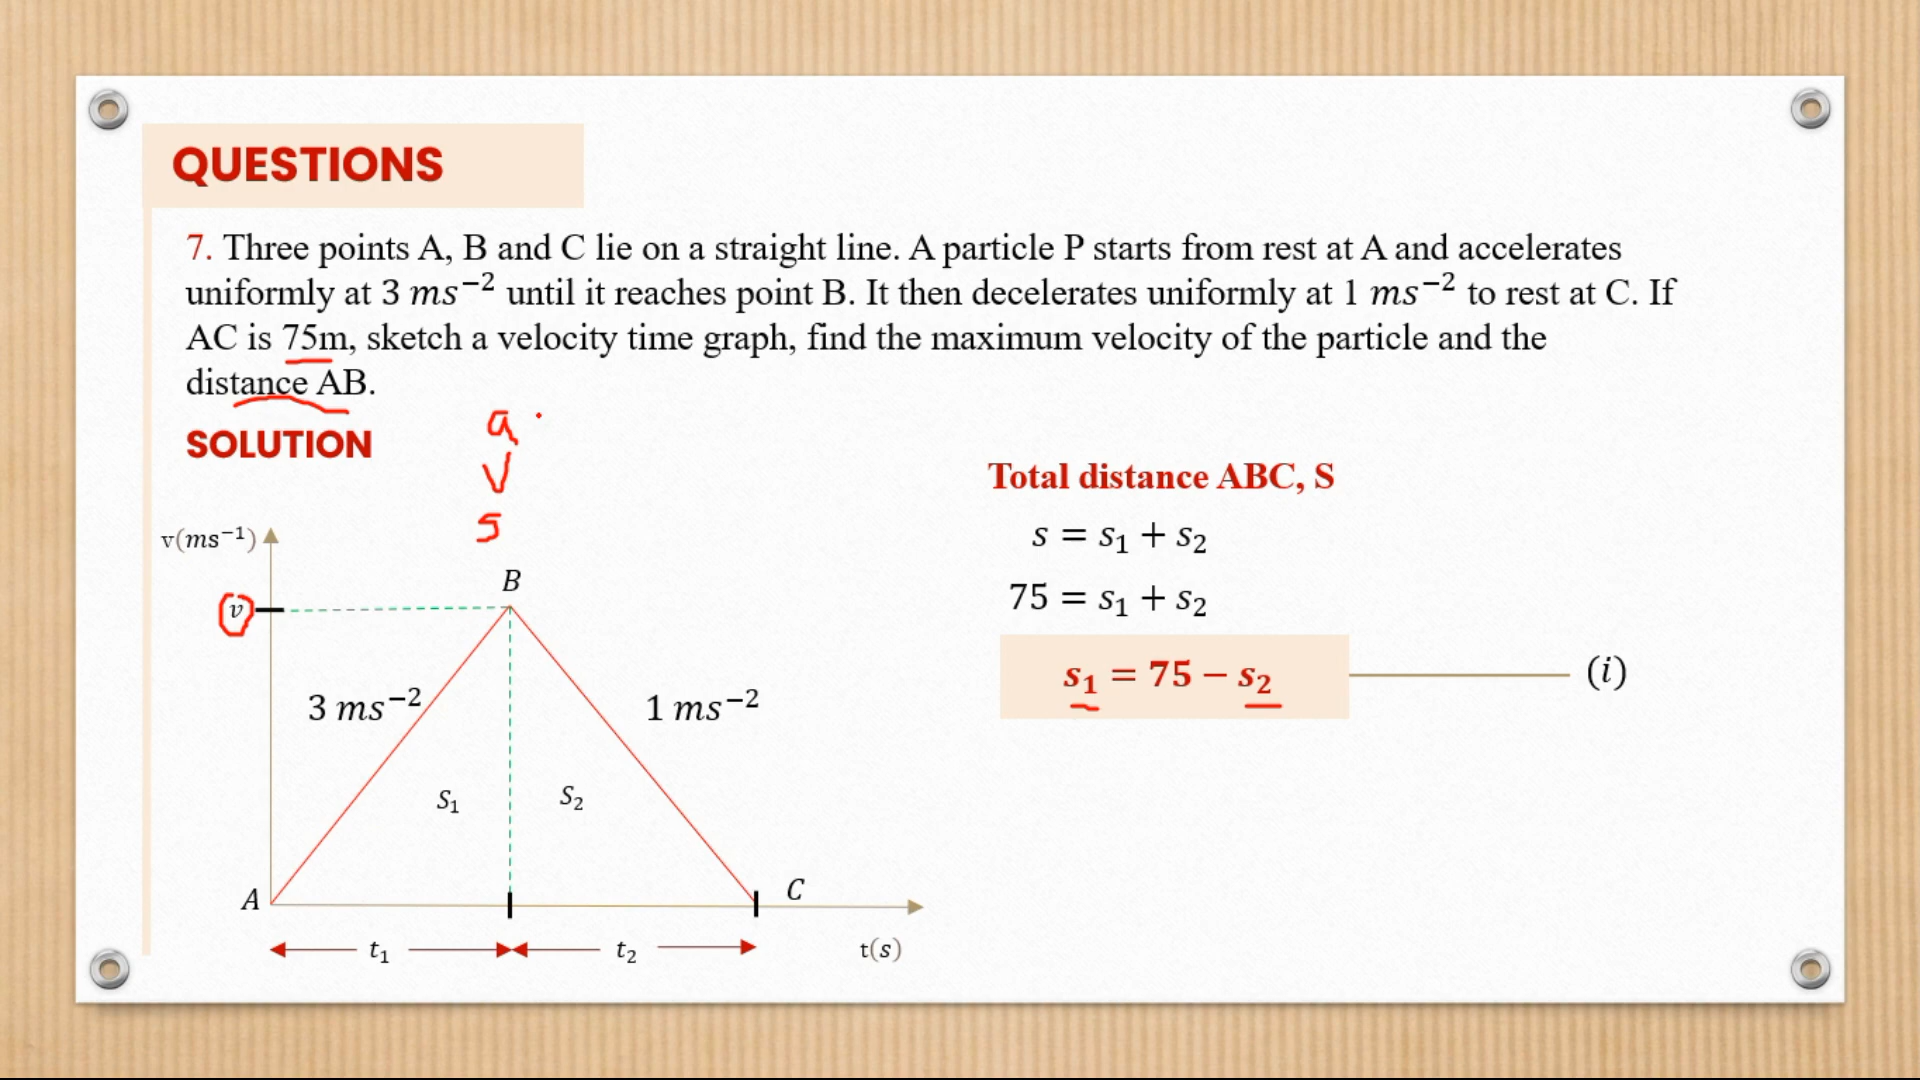 QUESTIONS
7. Three points A, B and C lie on a straight line. A particle P starts from rest at A and accelerates
uniformly at 3 ms⁻² until it reaches point B. It then decelerates uniformly at 1 ms⁻² to rest at C. If
AC is 75m, sketch a velocity time graph, find the maximum velocity of the particle and the
distance AB.
SOLUTION
a
v
s
v(ms⁻¹)
v
B
3 ms⁻²
1 ms⁻²
S₁
S₂
A
C
t₁
t₂
t(s)
Total distance ABC, S
s = s₁ + s₂
75 = s₁ + s₂
s₁ = 75 − s₂
(i)